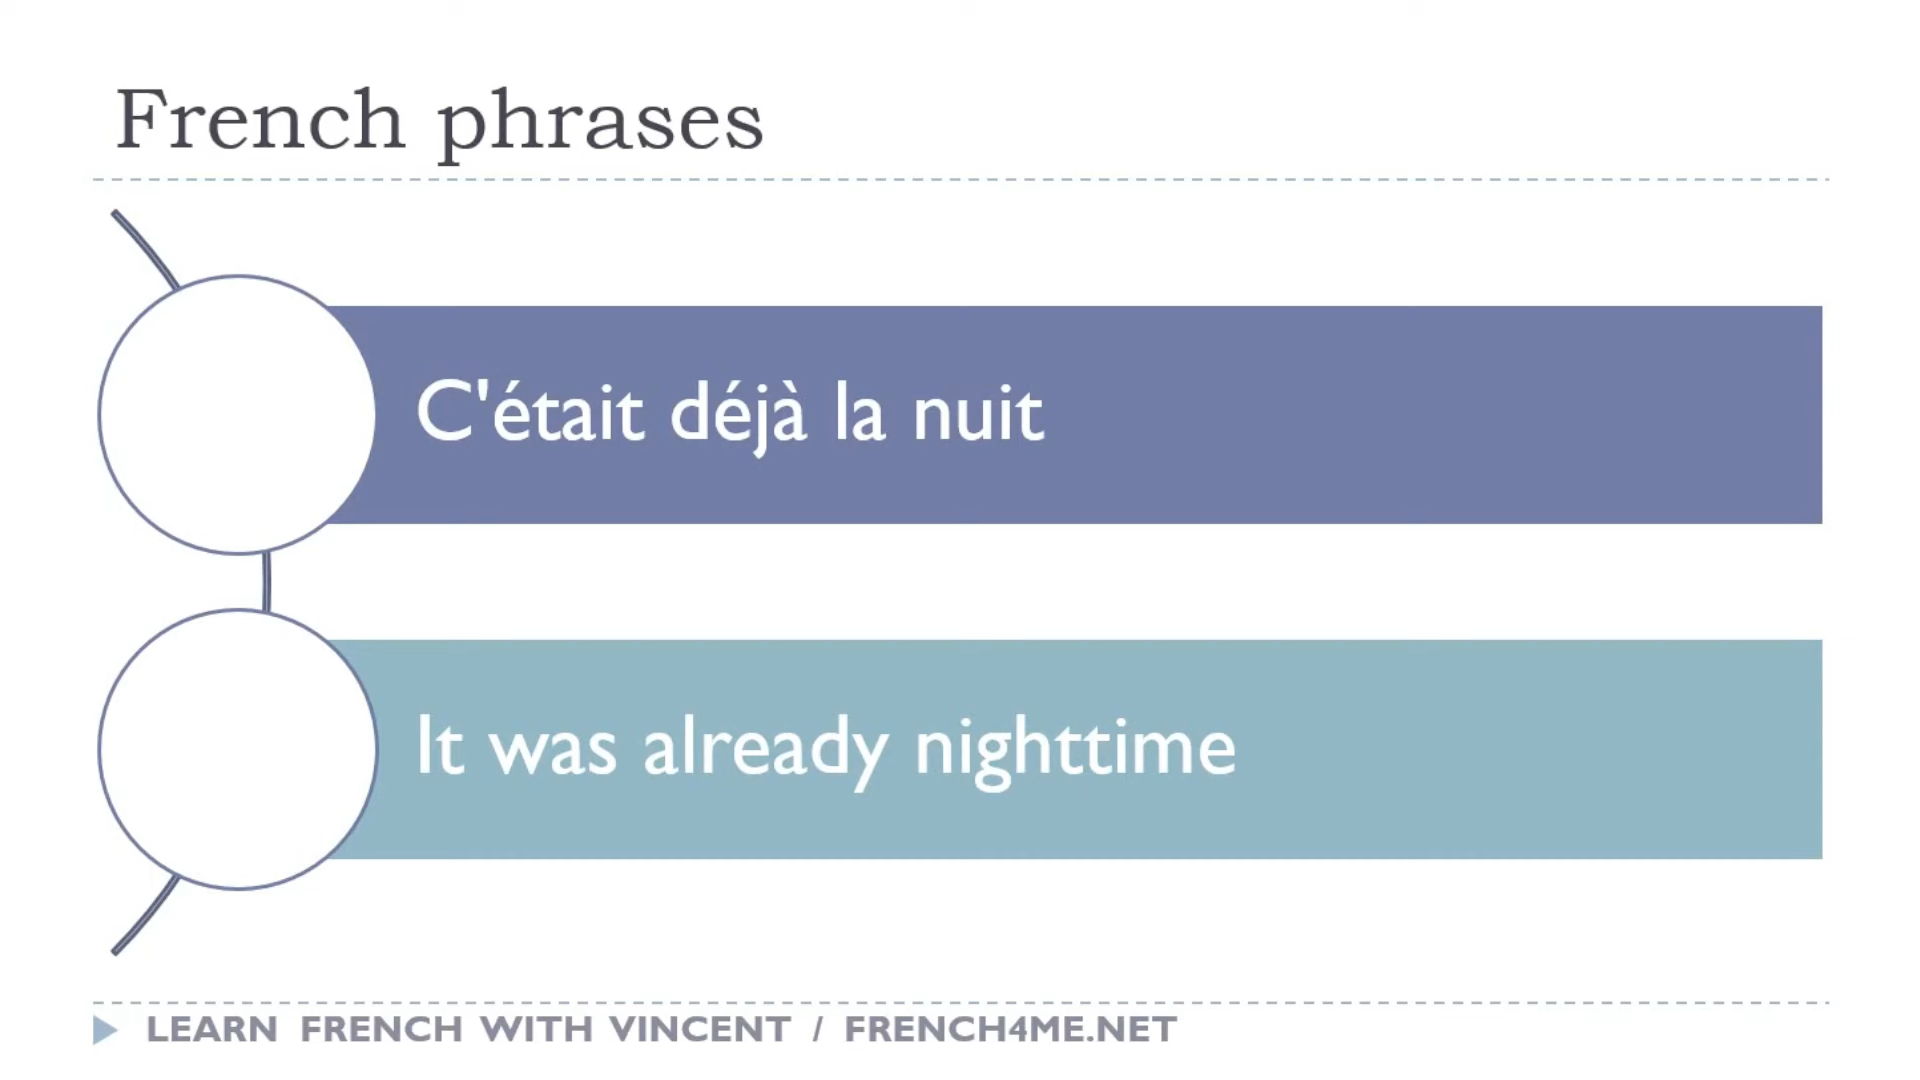 French phrases
C'était déjà la nuit
It was already nighttime
LEARN FRENCH WITH VINCENT / FRENCH4ME.NET